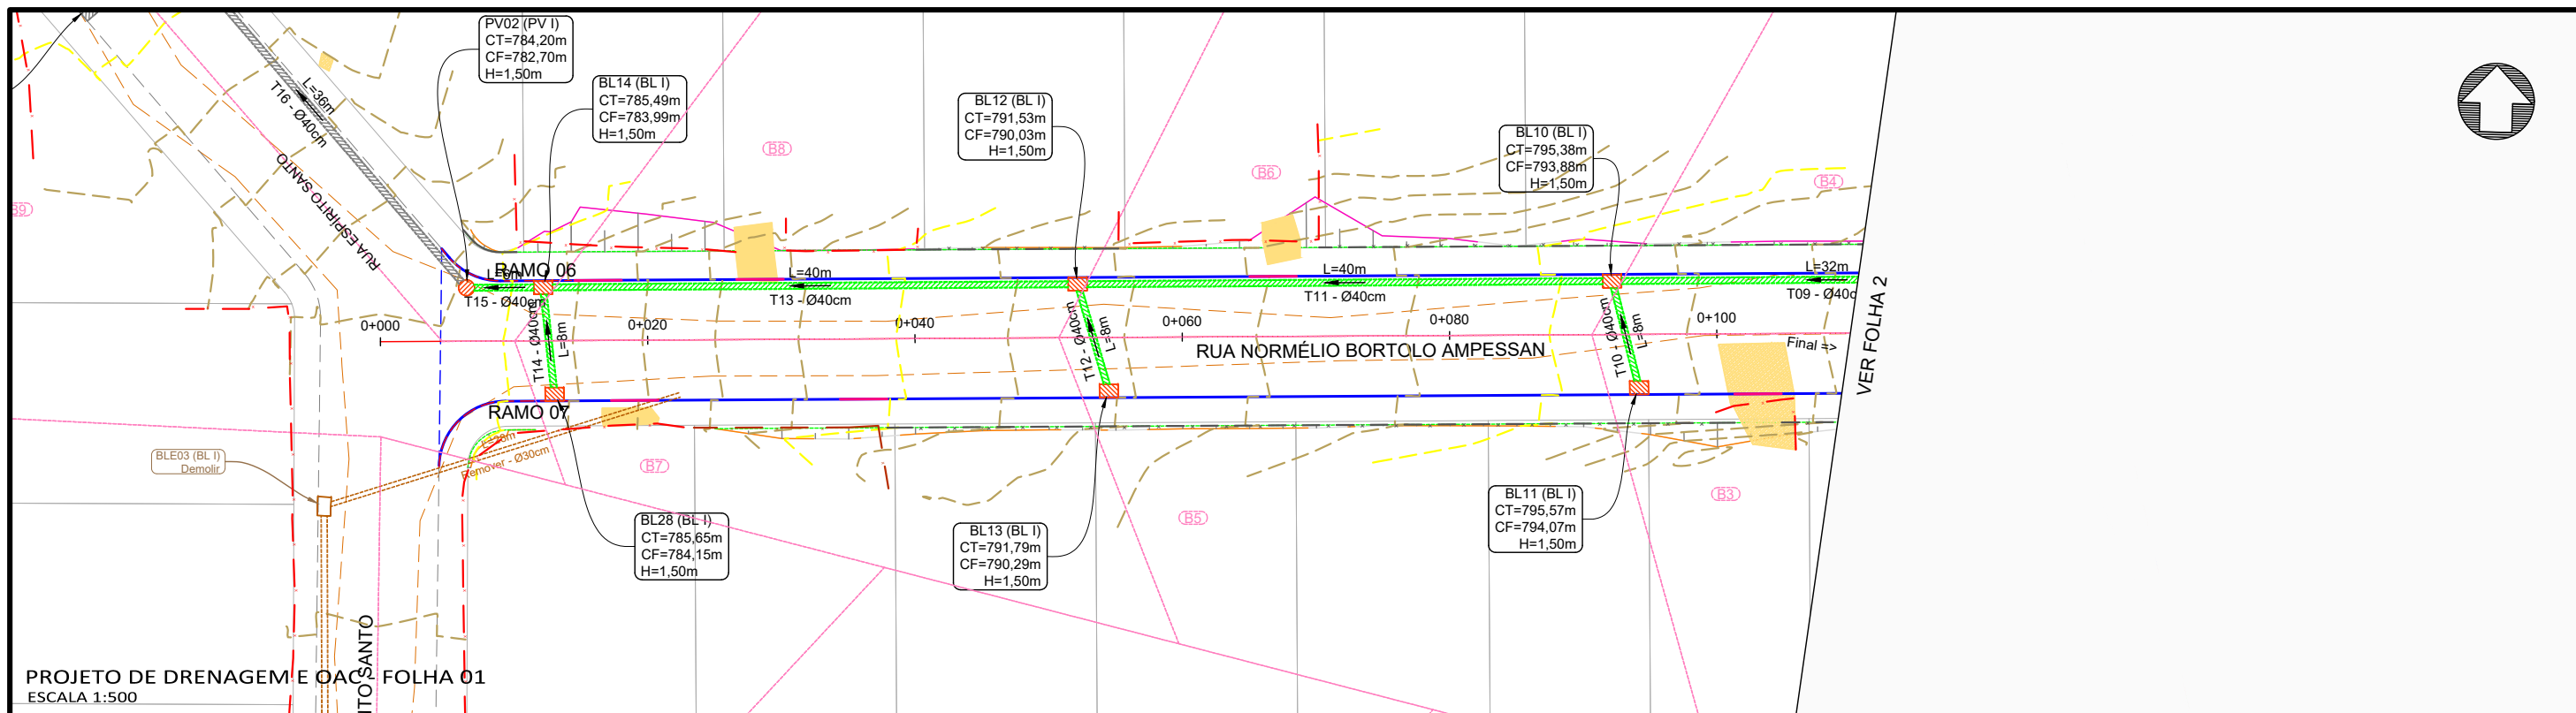 PV02 (PV I)
CT=784,20m
CF=782,70m
H=1,50m
BL14 (BL I)
CT=785,49m
CF=783,99m
H=1,50m
BL12 (BL I)
CT=791,53m
CF=790,03m
H=1,50m
BL10 (BL I)
CT=795,38m
CF=793,88m
H=1,50m
L=36m
T16 - Ø40cm
RUA ESPIRITO SANTO
B9
B8
B6
B4
RAMO 06
L=40m
L=40m
L=32m
T15 - Ø40cm
T13 - Ø40cm
T11 - Ø40cm
T09 - Ø40c
0+000
0+020
0+040
0+060
0+080
0+100
T14 - Ø40cm
L=8m
T12 - Ø40cm
L=8m
T10 - Ø40cm
L=8m
RUA NORMÉLIO BORTOLO AMPESSAN
Final =>
VER FOLHA 2
RAMO 07
Remover - Ø30cm
BLE03 (BL I)
Demolir
B7
B5
B3
BL28 (BL I)
CT=785,65m
CF=784,15m
H=1,50m
BL13 (BL I)
CT=791,79m
CF=790,29m
H=1,50m
BL11 (BL I)
CT=795,57m
CF=794,07m
H=1,50m
ITO SANTO
PROJETO DE DRENAGEM E OAC - FOLHA 01
ESCALA 1:500